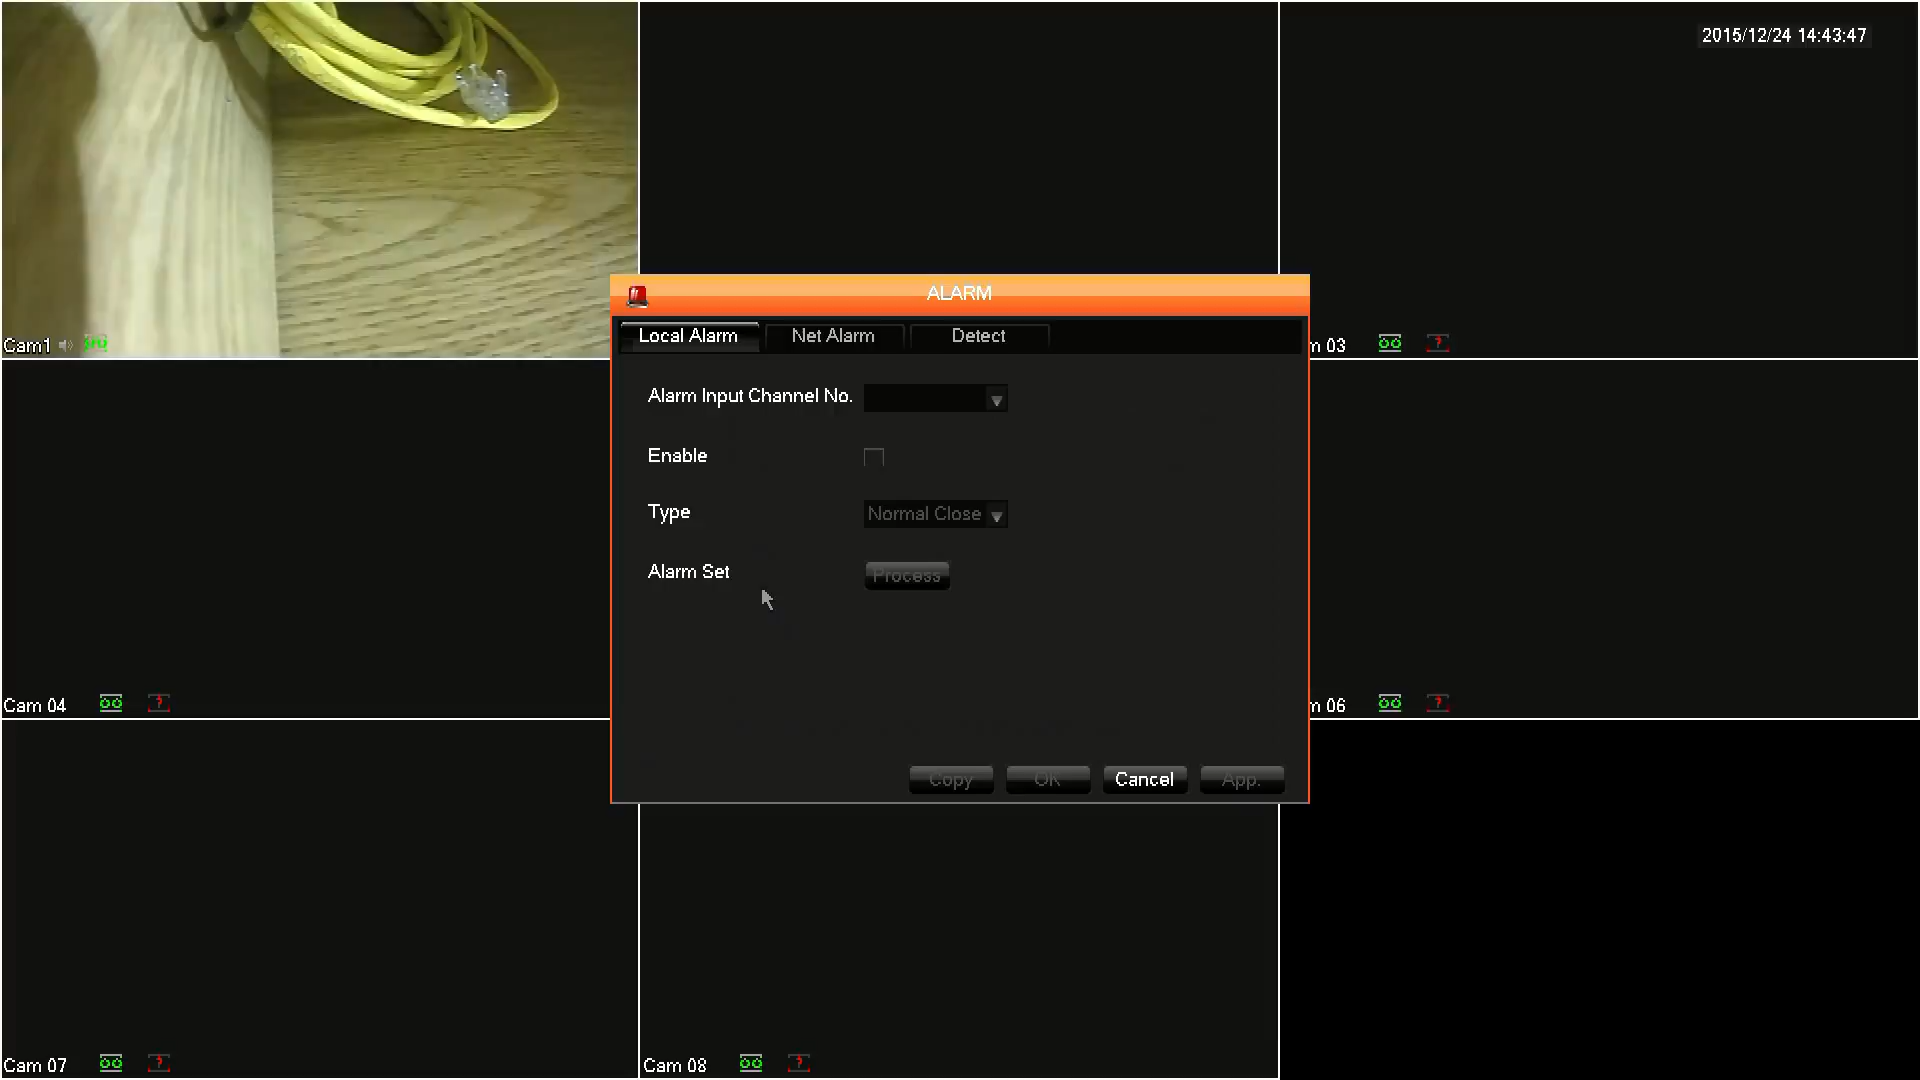 2015/12/24 14:43:47
ALARM
Local Alarm Net Alarm Detect
Cam1
m 03
Alarm Input Channel No.
Enable
Type Normal Close
Alarm Set Process
Cam 04
m 06
Copy OK Cancel App.
Cam 07
Cam 08